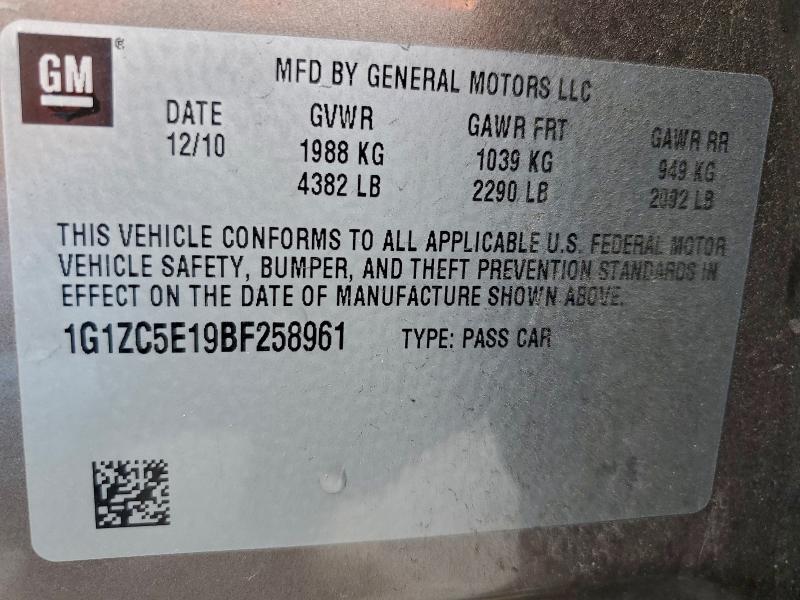 GM ®
MFD BY GENERAL MOTORS LLC
DATE GVWR GAWR FRT GAWR RR
12/10 1988 KG 1039 KG 949 KG
4382 LB 2290 LB 2092 LB
THIS VEHICLE CONFORMS TO ALL APPLICABLE U.S. FEDERAL MOTOR
VEHICLE SAFETY, BUMPER, AND THEFT PREVENTION STANDARDS IN
EFFECT ON THE DATE OF MANUFACTURE SHOWN ABOVE.
1G1ZC5E19BF258961 TYPE: PASS CAR